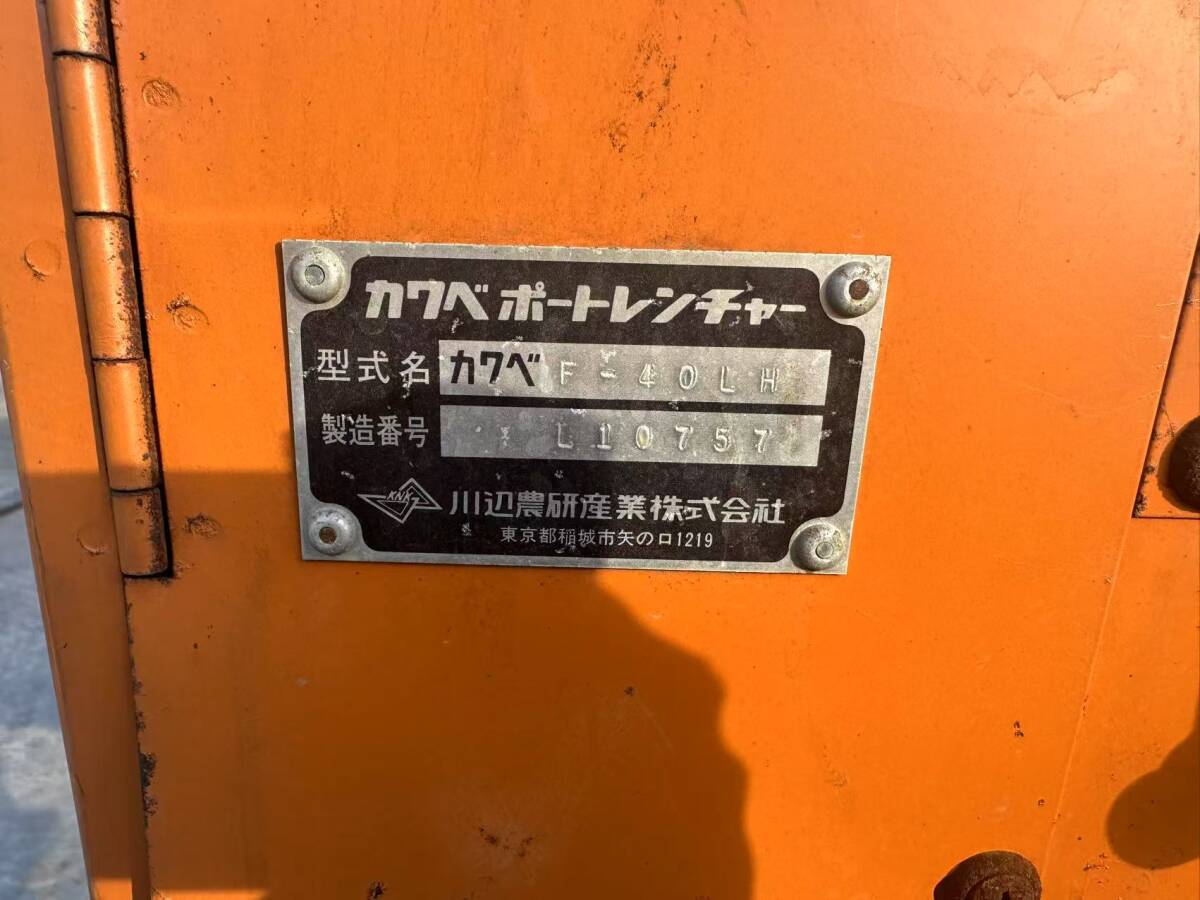 カワベ ポートレンチャー
型式名 カワベ F-40LH
製造番号 L10757
KNK 川辺農研産業株式会社
東京都稲城市矢の口1219